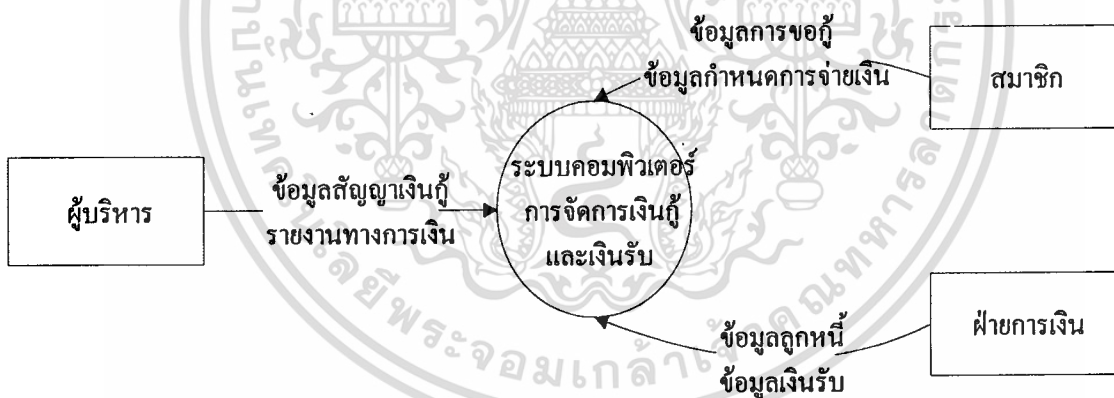 ข้อมูลการขอกู้
ข้อมูลกำหนดการจ่ายเงิน
สมาชิก
ผู้บริหาร
ข้อมูลสัญญาเงินกู้
รายงานทางการเงิน
ระบบคอมพิวเตอร์
การจัดการเงินกู้
และเงินรับ
ข้อมูลลูกหนี้
ข้อมูลเงินรับ
ฝ่ายการเงิน